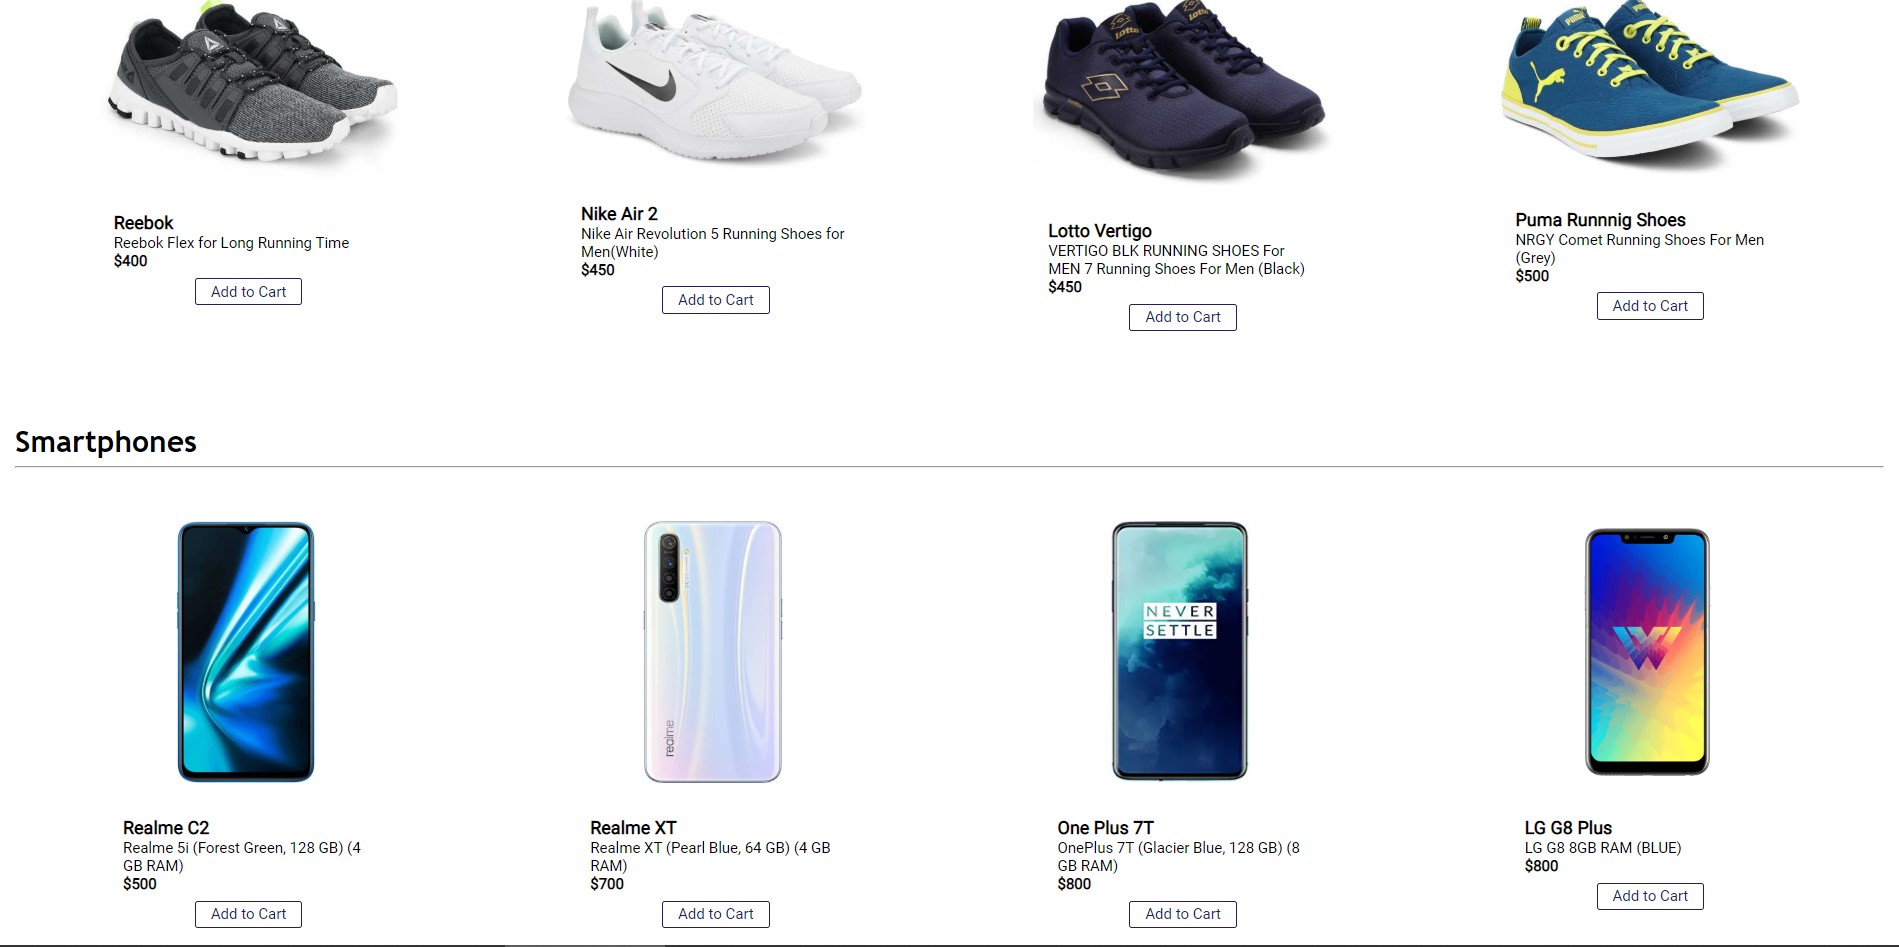 Reebok
Reebok Flex for Long Running Time
$400
Add to Cart
Nike Air 2
Nike Air Revolution 5 Running Shoes for
Men(White)
$450
Add to Cart
Lotto
Lotto
Lotto Vertigo
VERTIGO BLK RUNNING SHOES For
MEN 7 Running Shoes For Men (Black)
$450
Add to Cart
PUMA
PUMA
Puma Runnnig Shoes
NRGY Comet Running Shoes For Men
(Grey)
$500
Add to Cart
Smartphones
Realme C2
Realme 5i (Forest Green, 128 GB) (4
GB RAM)
$500
Add to Cart
realme
Realme XT
Realme XT (Pearl Blue, 64 GB) (4 GB
RAM)
$700
Add to Cart
NEVER
SETTLE
One Plus 7T
OnePlus 7T (Glacier Blue, 128 GB) (8
GB RAM)
$800
Add to Cart
LG G8 Plus
LG G8 8GB RAM (BLUE)
$800
Add to Cart